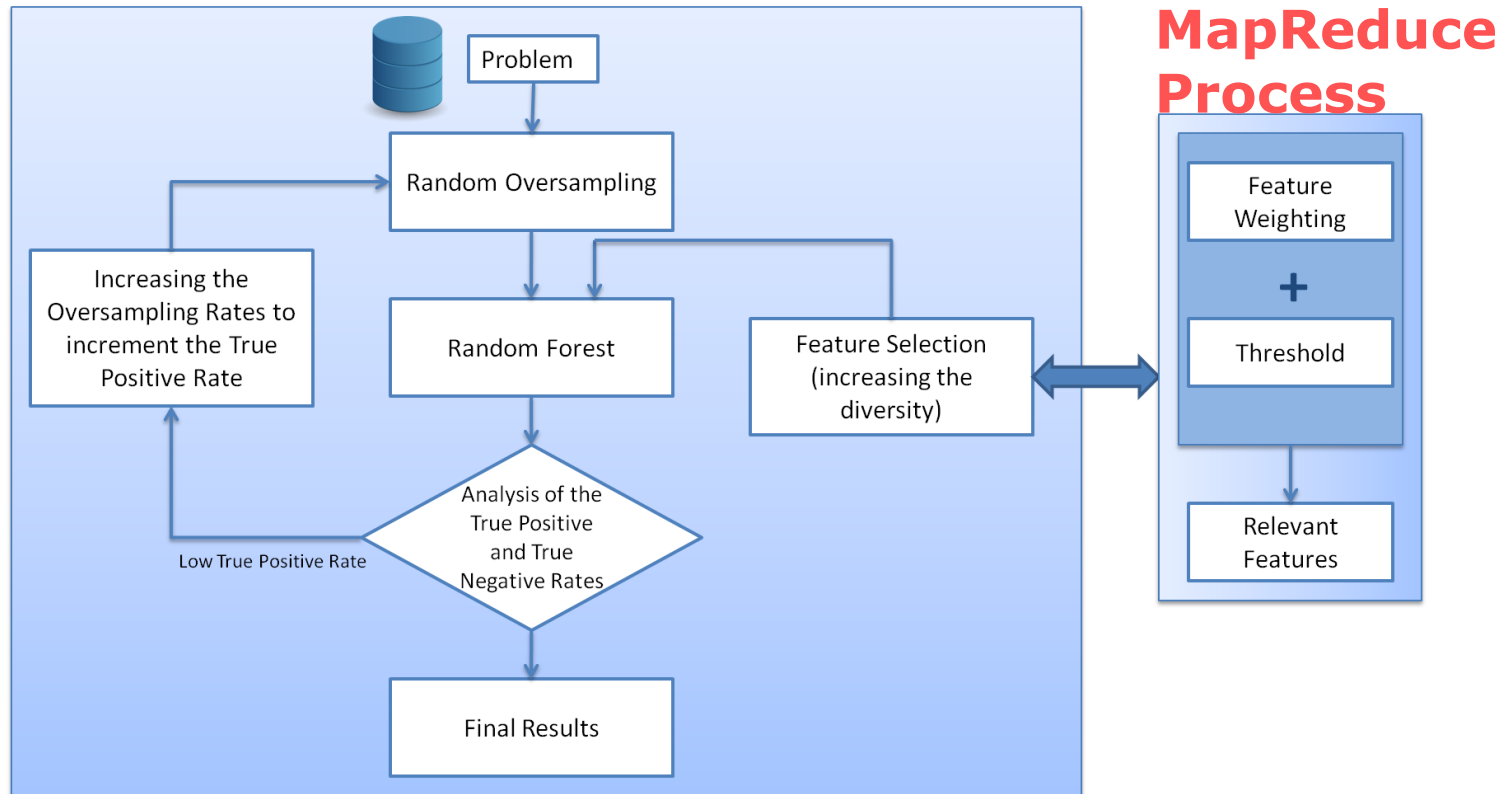 MapReduce
Process
Problem
Random Oversampling
Increasing the
Oversampling Rates to
increment the True
Positive Rate
Random Forest
Feature Selection
(increasing the
diversity)
Analysis of the
True Positive
and True
Negative Rates
Low True Positive Rate
Final Results
Feature
Weighting
+
Threshold
Relevant
Features